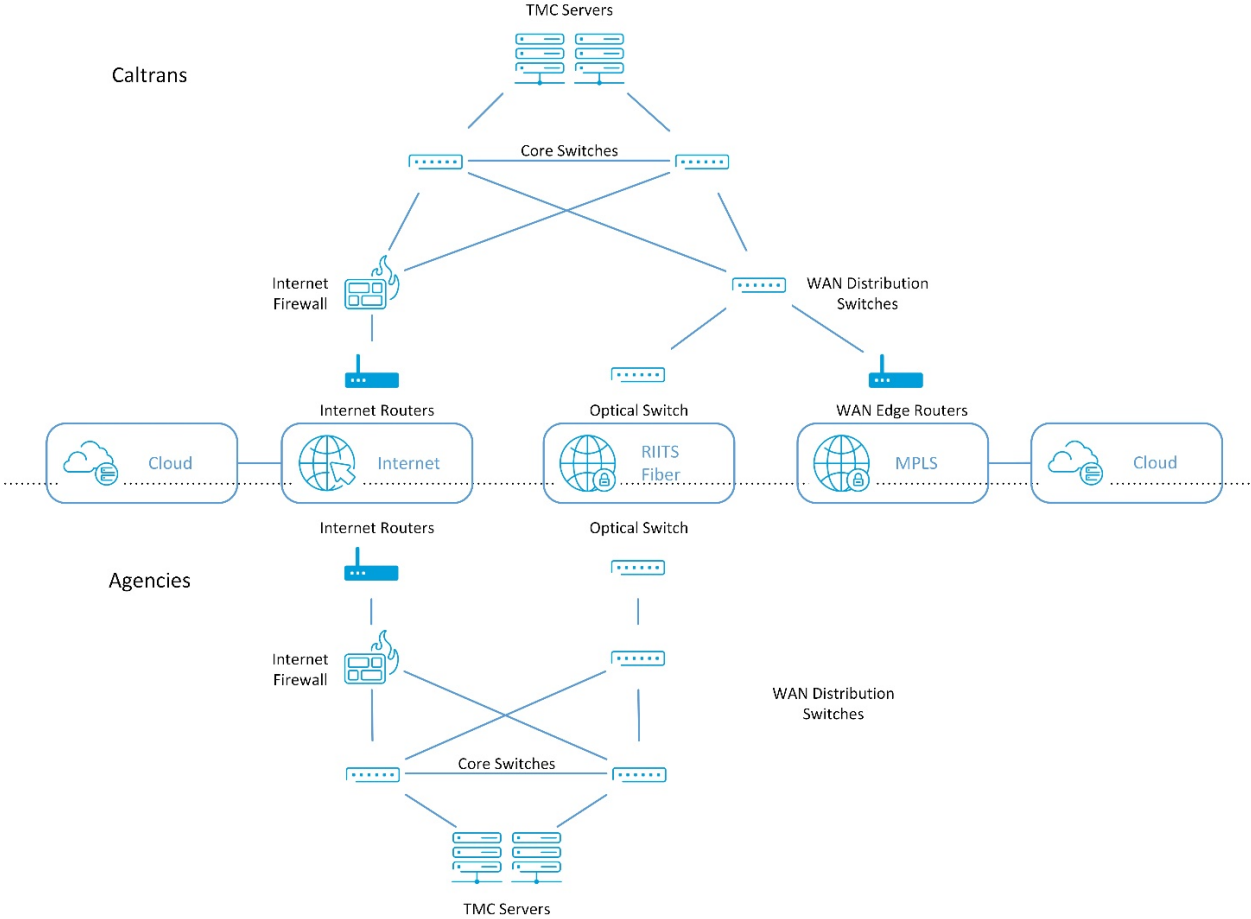 TMC Servers
Caltrans
Core Switches
Internet
Firewall
WAN Distribution
Switches
Internet Routers
Optical Switch
WAN Edge Routers
Cloud
Internet
RIITS
Fiber
MPLS
Cloud
Internet Routers
Optical Switch
Agencies
Internet
Firewall
WAN Distribution
Switches
Core Switches
TMC Servers